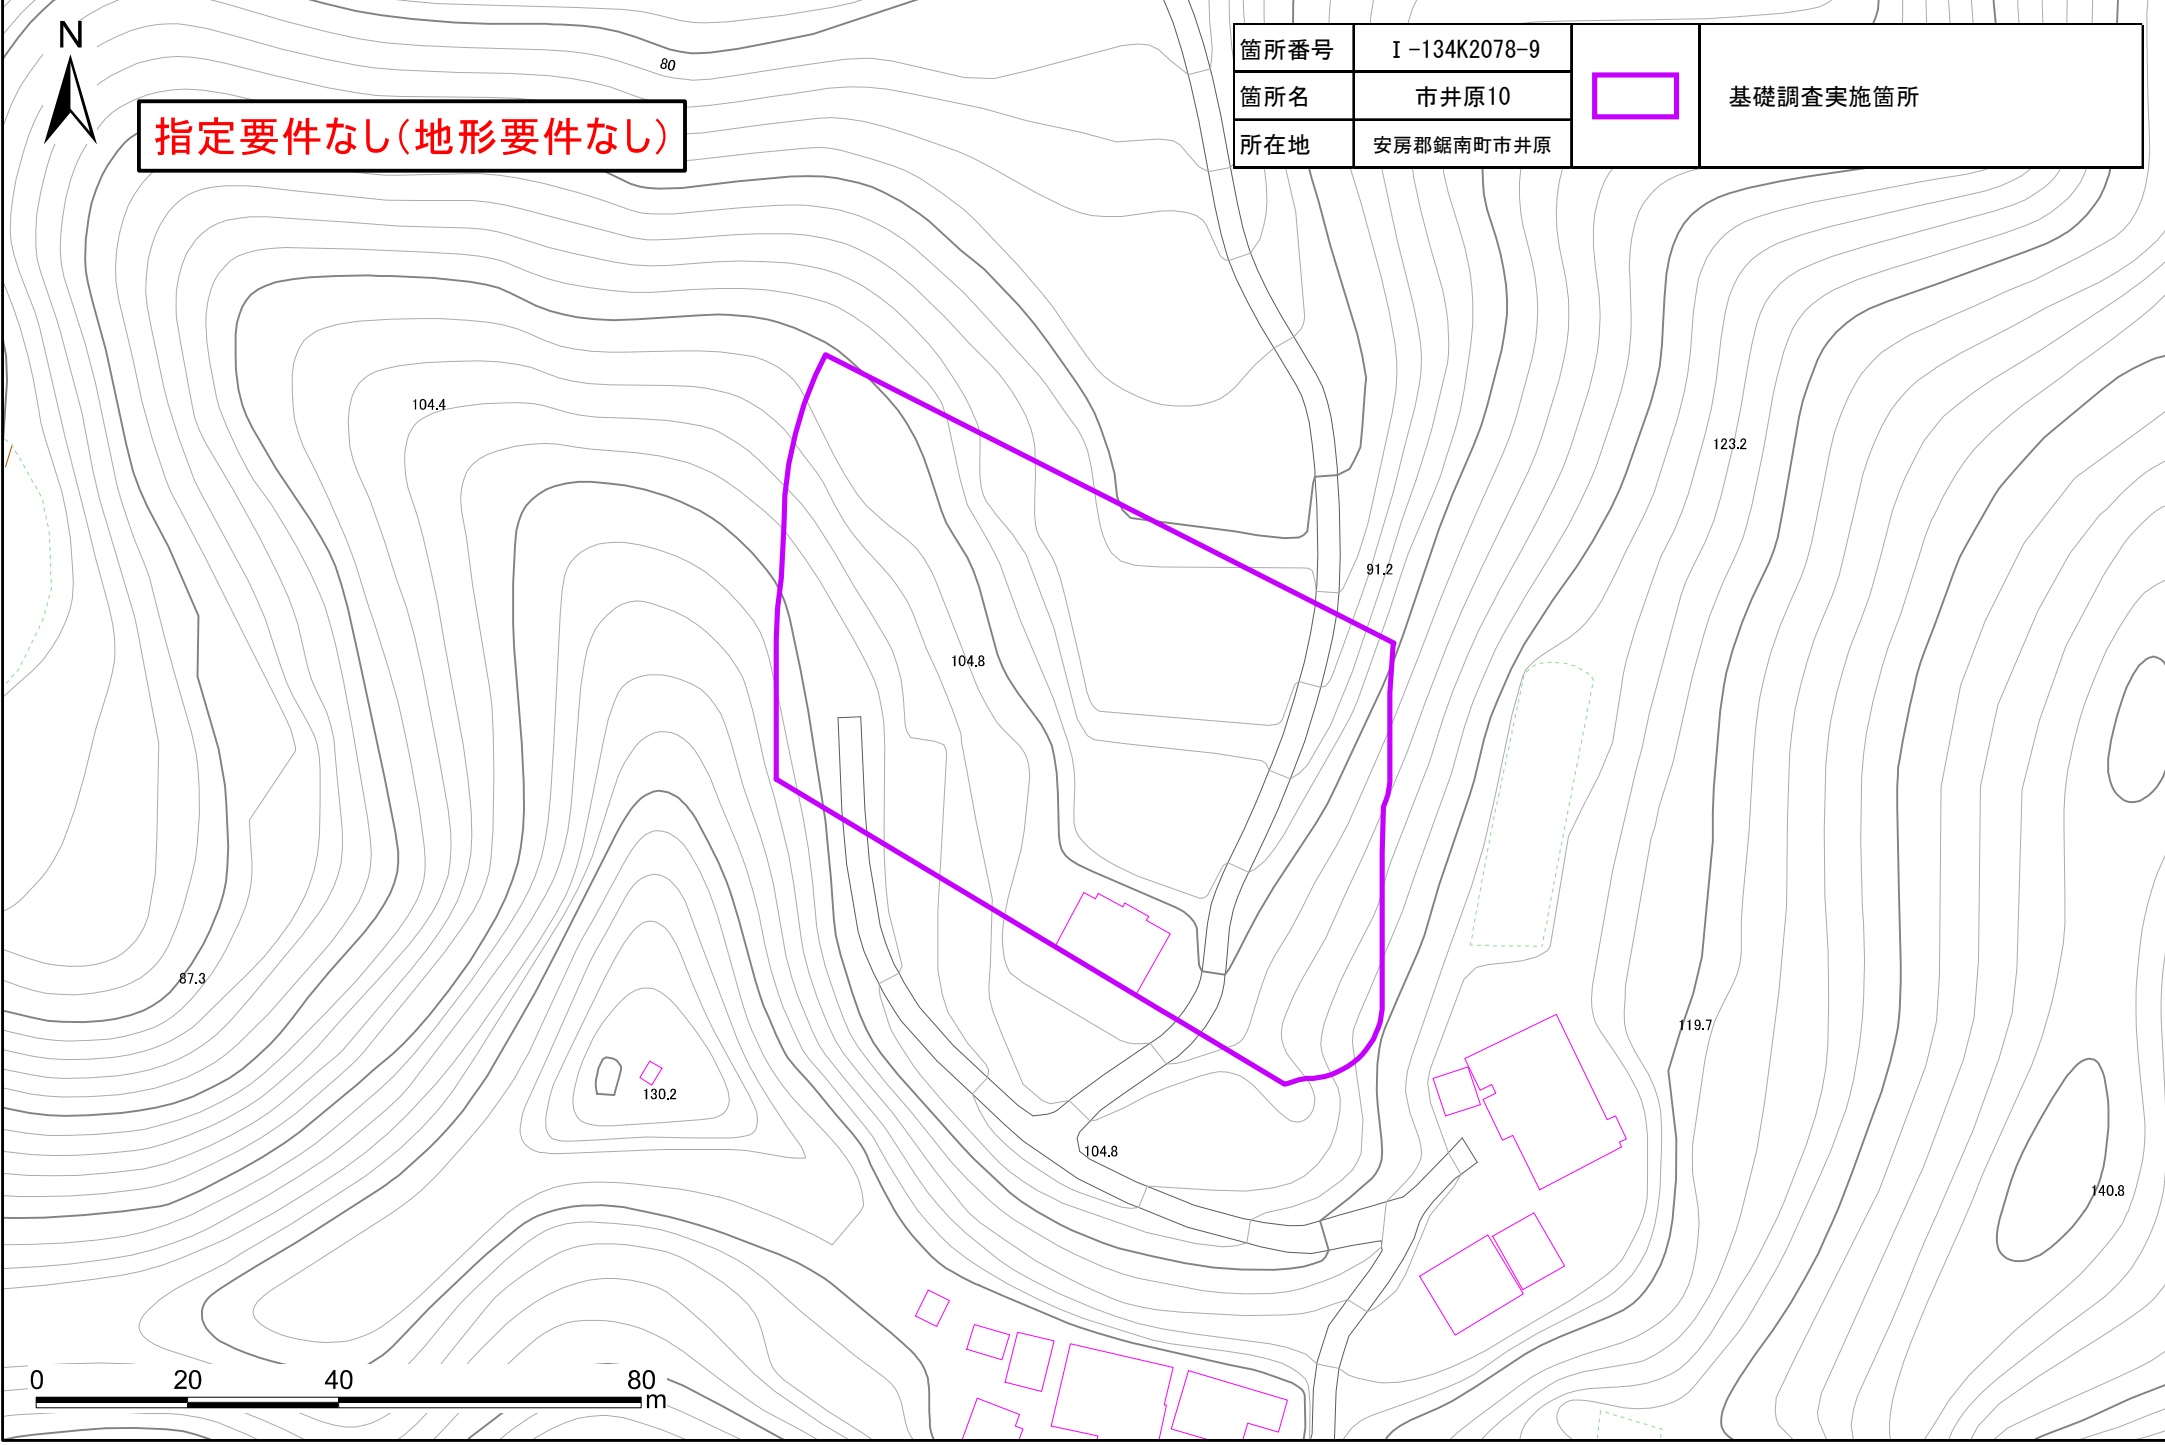 N
指定要件なし(地形要件なし)
箇所番号 Ⅰ-134K2078-9
箇所名 市井原10
所在地 安房郡鋸南町市井原
基礎調査実施箇所
80
104.4
123.2
91.2
104.8
87.3
119.7
130.2
104.8
140.8
0 20 40 80
m